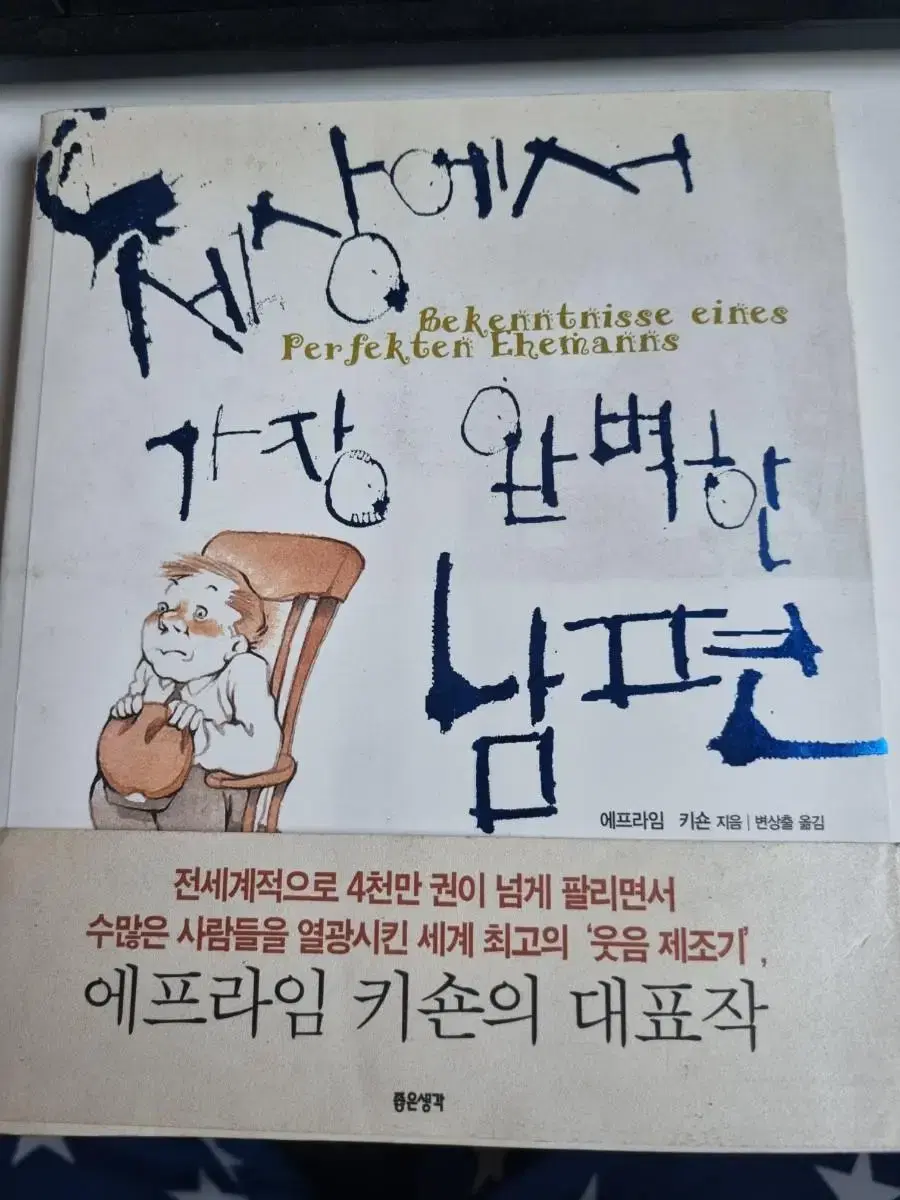 세상에서
Bekenntnisse eines
Perfekten Ehemanns
가장 완벽한
남편
에프라임 키숀 지음 | 변상출 옮김
전세계적으로 4천만 권이 넘게 팔리면서
수많은 사람들을 열광시킨 세계 최고의 '웃음 제조기',
에프라임 키숀의 대표작
좋은생각